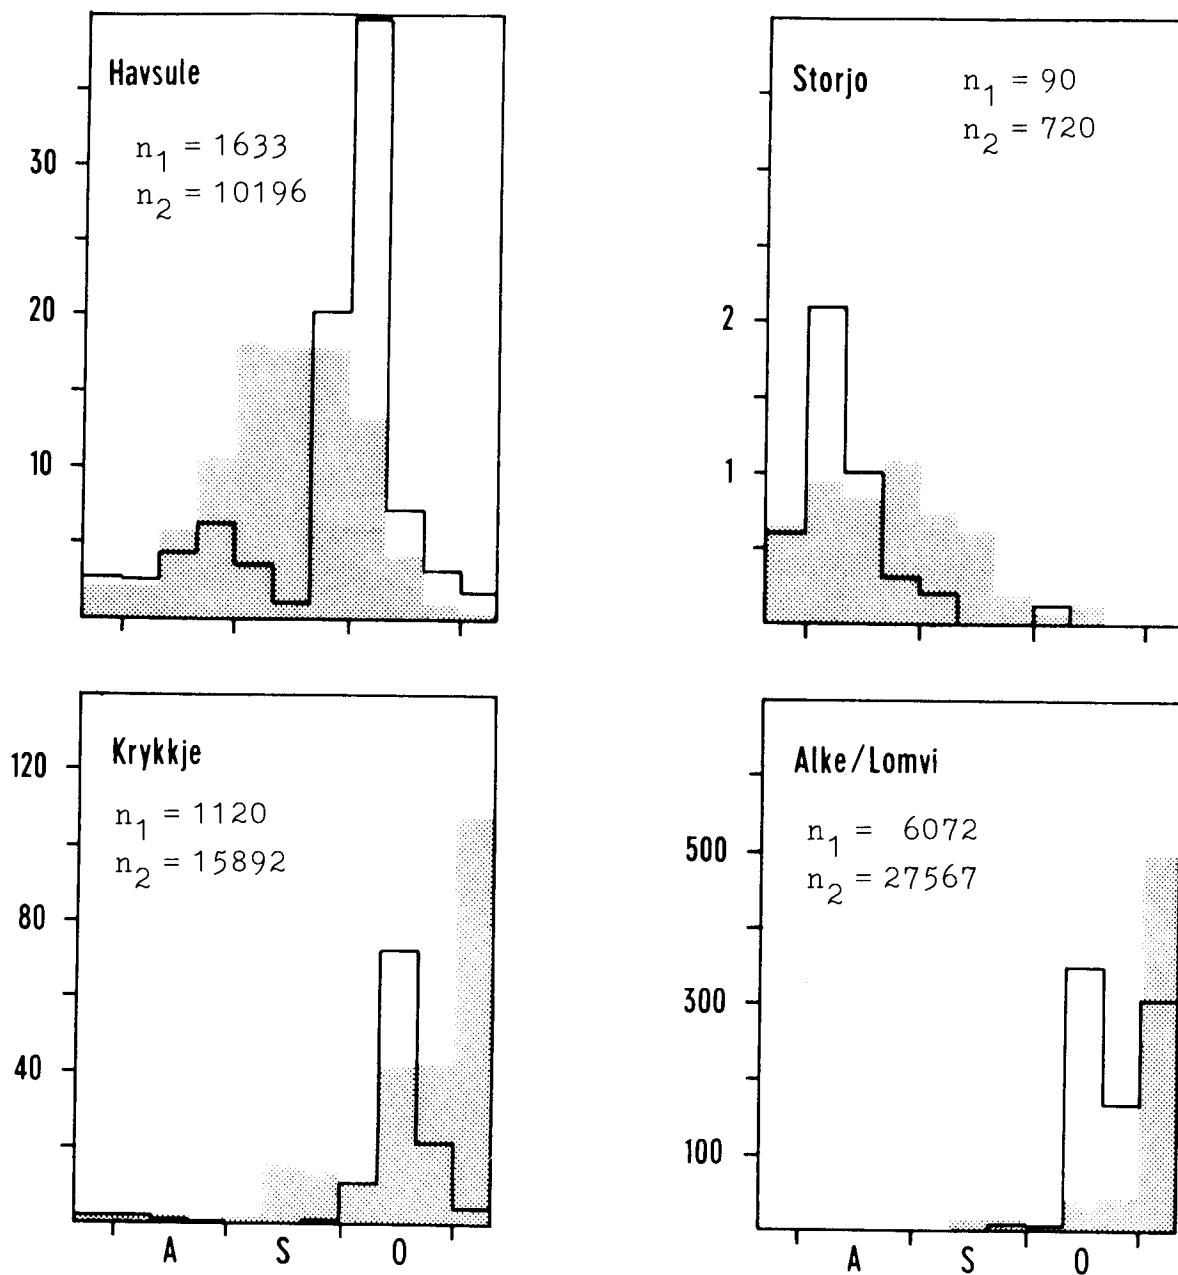 Havsule
n1 = 1633
n2 = 10196
30
20
10
Storjo
n1 = 90
n2 = 720
2
1
Krykkje
n1 = 1120
n2 = 15892
120
80
40
A S O
Alke/Lomvi
n1 = 6072
n2 = 27567
500
300
100
A S O